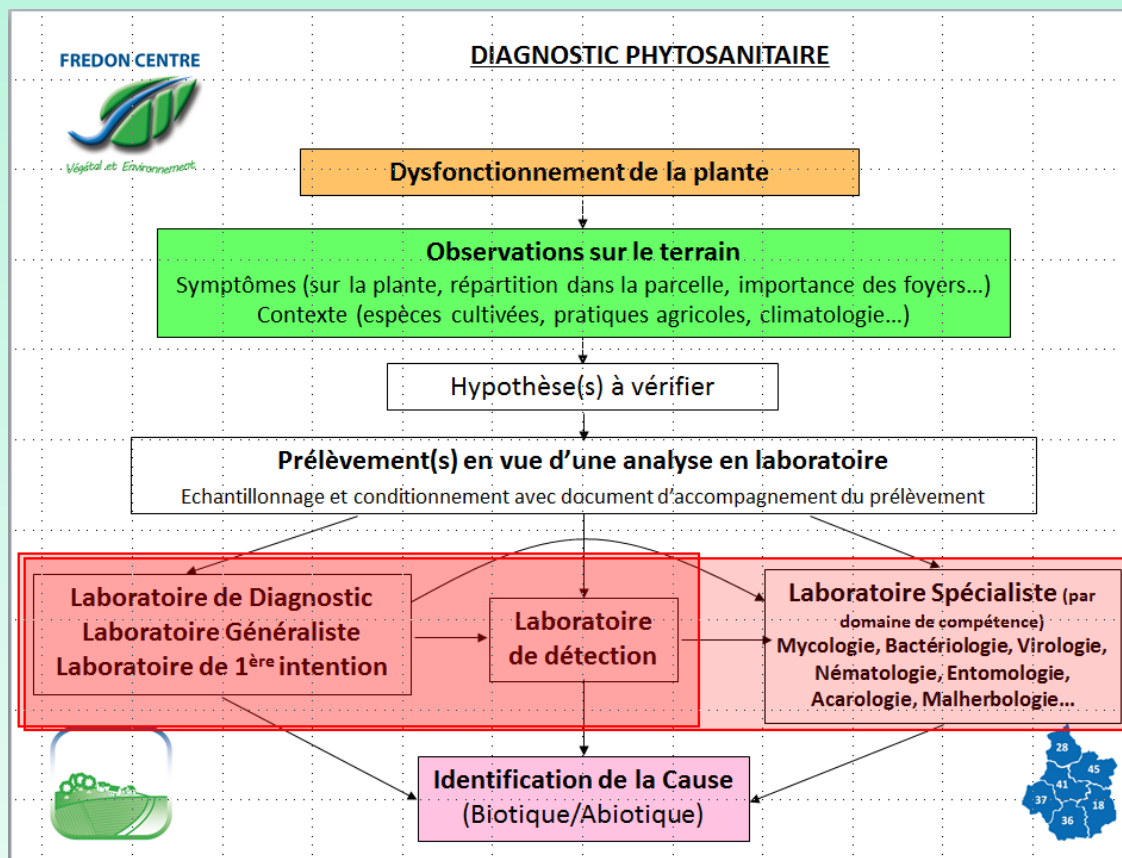 FREDON CENTRE
Végétal et Environnement
DIAGNOSTIC PHYTOSANITAIRE
Dysfonctionnement de la plante
Observations sur le terrain
Symptômes (sur la plante, répartition dans la parcelle, importance des foyers...)
Contexte (espèces cultivées, pratiques agricoles, climatologie...)
Hypothèse(s) à vérifier
Prélèvement(s) en vue d'une analyse en laboratoire
Echantillonnage et conditionnement avec document d'accompagnement du prélèvement
Laboratoire de Diagnostic
Laboratoire Généraliste
Laboratoire de 1ère intention
Laboratoire
de détection
Laboratoire Spécialiste (par
domaine de compétence)
Mycologie, Bactériologie, Virologie,
Nématologie, Entomologie,
Acarologie, Malherbologie...
Identification de la Cause
(Biotique/Abiotique)
28
45
41
37
18
36